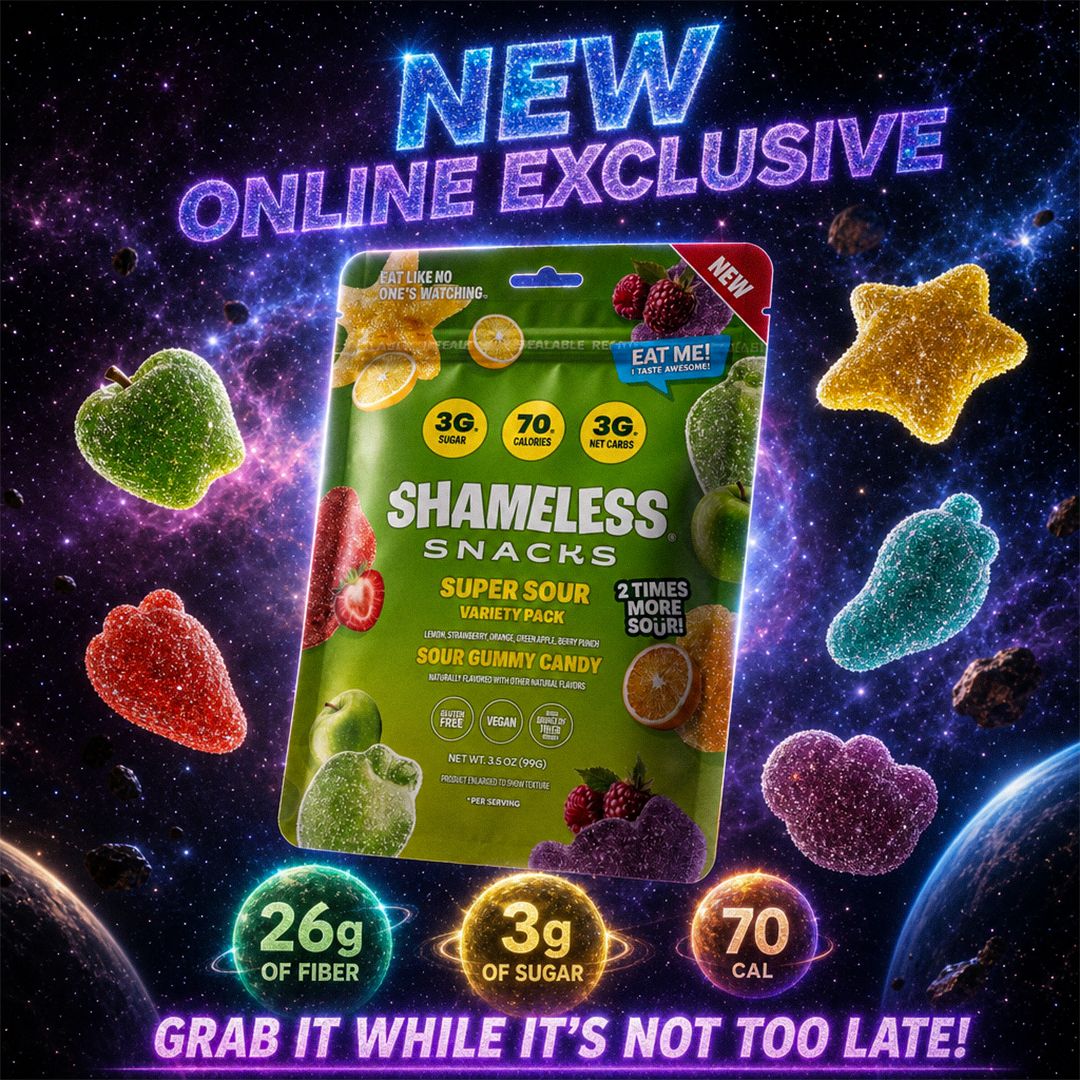 NEW
ONLINE EXCLUSIVE
EAT LIKE NO
ONE'S WATCHING™
NEW
SEALABLE
EAT ME!
I TASTE AWESOME!
3G*
SUGAR
70*
CALORIES
3G*
NET CARBS
SHAMELESS®
SNACKS
SUPER SOUR
VARIETY PACK
2 TIMES
MORE
SOUR!
LEMON, STRAWBERRY, ORANGE, GREEN APPLE, BERRY PUNCH
SOUR GUMMY CANDY
NATURALLY FLAVORED WITH OTHER NATURAL FLAVORS
GLUTEN
FREE
VEGAN
NET WT. 3.5 OZ (99G)
PRODUCT ENLARGED TO SHOW TEXTURE
*PER SERVING
26g
OF FIBER
3g
OF SUGAR
70
CAL
GRAB IT WHILE IT'S NOT TOO LATE!